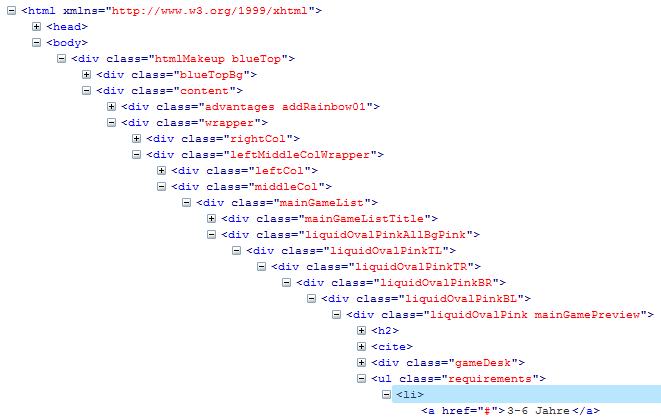 <html xmlns="http://www.w3.org/1999/xhtml">
<head>
<body>
<div class="htmlMakeup blueTop">
<div class="blueTopBg">
<div class="content">
<div class="advantages addRainbow01">
<div class="wrapper">
<div class="rightCol">
<div class="leftMiddleColWrapper">
<div class="leftCol">
<div class="middleCol">
<div class="mainGameList">
<div class="mainGameListTitle">
<div class="liquidOvalPinkAllBgPink">
<div class="liquidOvalPinkTL">
<div class="liquidOvalPinkTR">
<div class="liquidOvalPinkBR">
<div class="liquidOvalPinkBL">
<div class="liquidOvalPink mainGamePreview">
<h2>
<cite>
<div class="gameDesk">
<ul class="requirements">
<li>
<a href="#">3-6 Jahre</a>